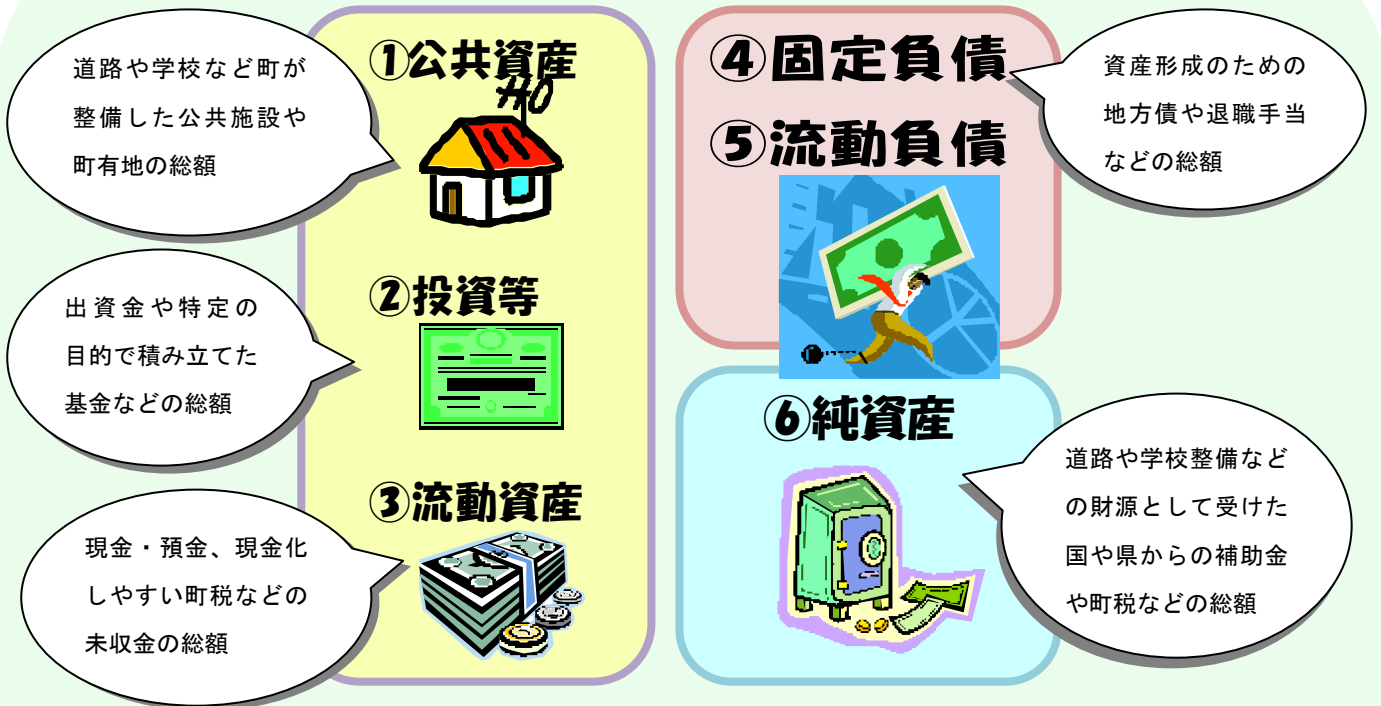 道路や学校など町が
整備した公共施設や
町有地の総額
①公共資産
②投資等
出資金や特定の
目的で積み立てた
基金などの総額
③流動資産
現金・預金、現金化
しやすい町税などの
未収金の総額
④固定負債
⑤流動負債
資産形成のための
地方債や退職手当
などの総額
⑥純資産
道路や学校整備など
の財源として受けた
国や県からの補助金
や町税などの総額